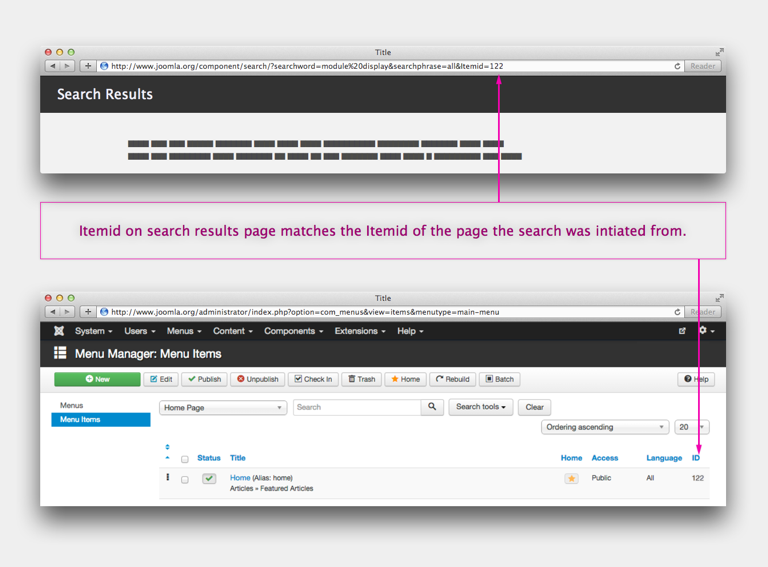 Title
http://www.joomla.org/component/search/?searchword=module%20display&searchphrase=all&Itemid=122
Reader
Search Results
Itemid on search results page matches the Itemid of the page the search was intiated from.
Title
http://www.joomla.org/administrator/index.php?option=com_menus&view=items&menutype=main-menu
Reader
System Users Menus Content Components Extensions Help
Menu Manager: Menu Items
New Edit Publish Unpublish Check In Trash Home Rebuild Batch Help
Menus
Menu Items
Home Page Search Search tools Clear
Ordering ascending 20
Status Title Home Access Language ID
Home (Alias: home) Public All 122
Articles » Featured Articles